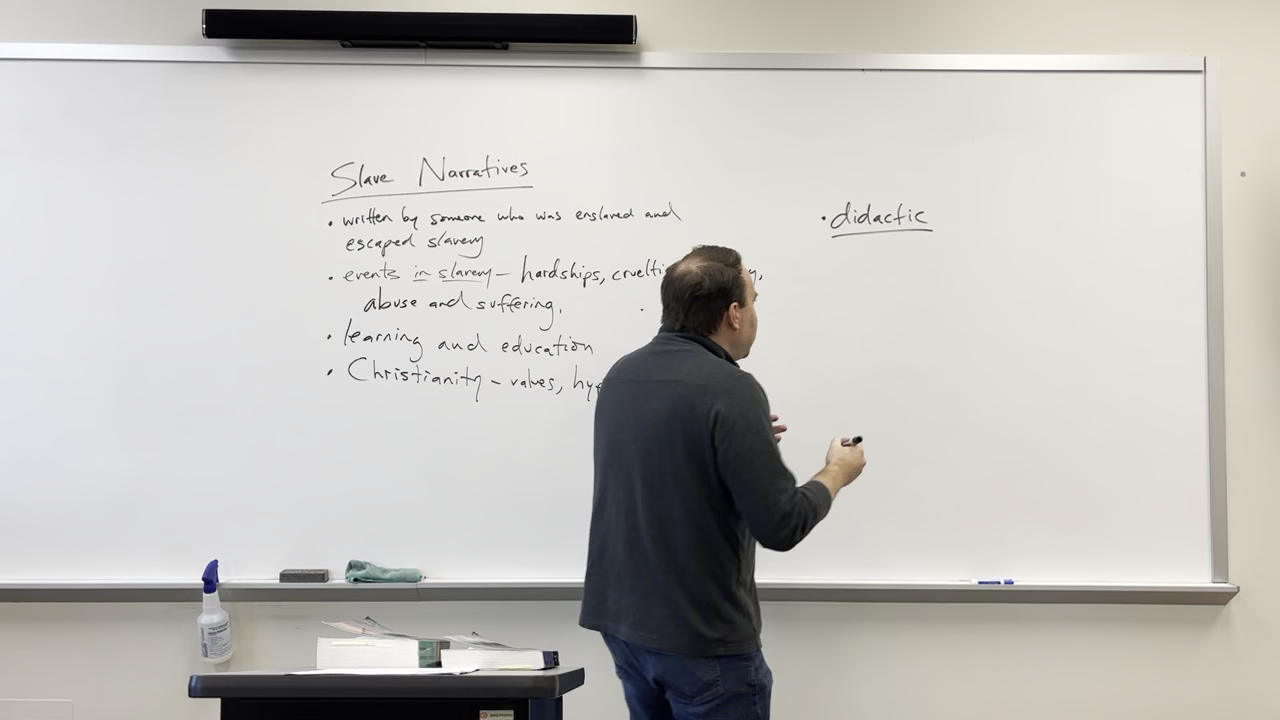 Slave Narratives
• written by someone who was enslaved and
escaped slavery
• events in slavery – hardships,
abuse and suffering.
• learning and education
• Christianity – values,
• didactic